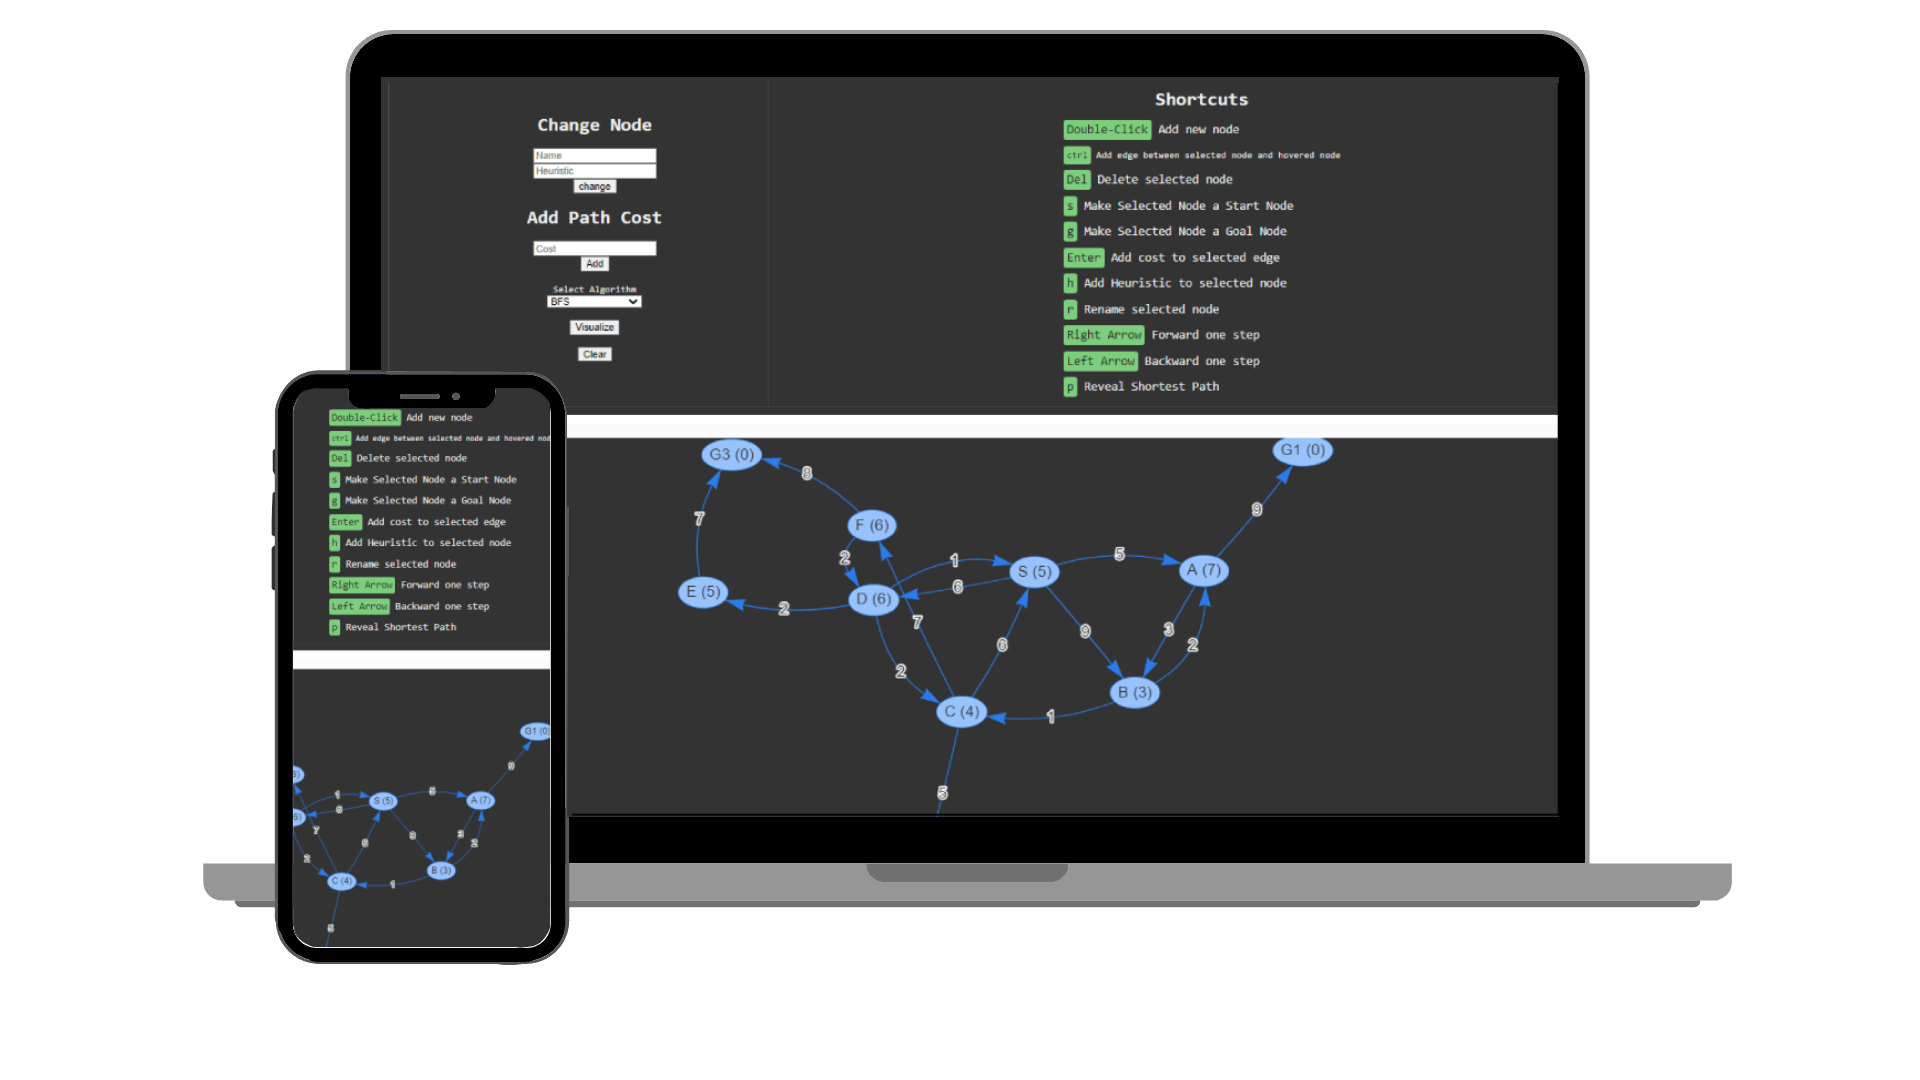 Change Node
Name
Heuristic
change
Add Path Cost
Cost
Add
Select Algorithm
BFS
Visualize
Clear
Shortcuts
Double-Click Add new node
ctrl Add edge between selected node and hovered node
Del Delete selected node
s Make Selected Node a Start Node
g Make Selected Node a Goal Node
Enter Add cost to selected edge
h Add Heuristic to selected node
r Rename selected node
Right Arrow Forward one step
Left Arrow Backward one step
p Reveal Shortest Path
G3 (0)
G1 (0)
8
9
7
F (6)
2
1
5
S (5)
A (7)
E (5)
D (6)
6
2
7
9
3
6
2
2
B (3)
C (4)
1
5
Double-Click Add new node
ctrl Add edge between selected node and hovered nod
Del Delete selected node
s Make Selected Node a Start Node
g Make Selected Node a Goal Node
Enter Add cost to selected edge
h Add Heuristic to selected node
r Rename selected node
Right Arrow Forward one step
Left Arrow Backward one step
p Reveal Shortest Path
G1 (0)
9
5)
1
5
S (5)
A (7)
6
6)
7
9
3
6
2
2
B (3)
C (4)
1
5